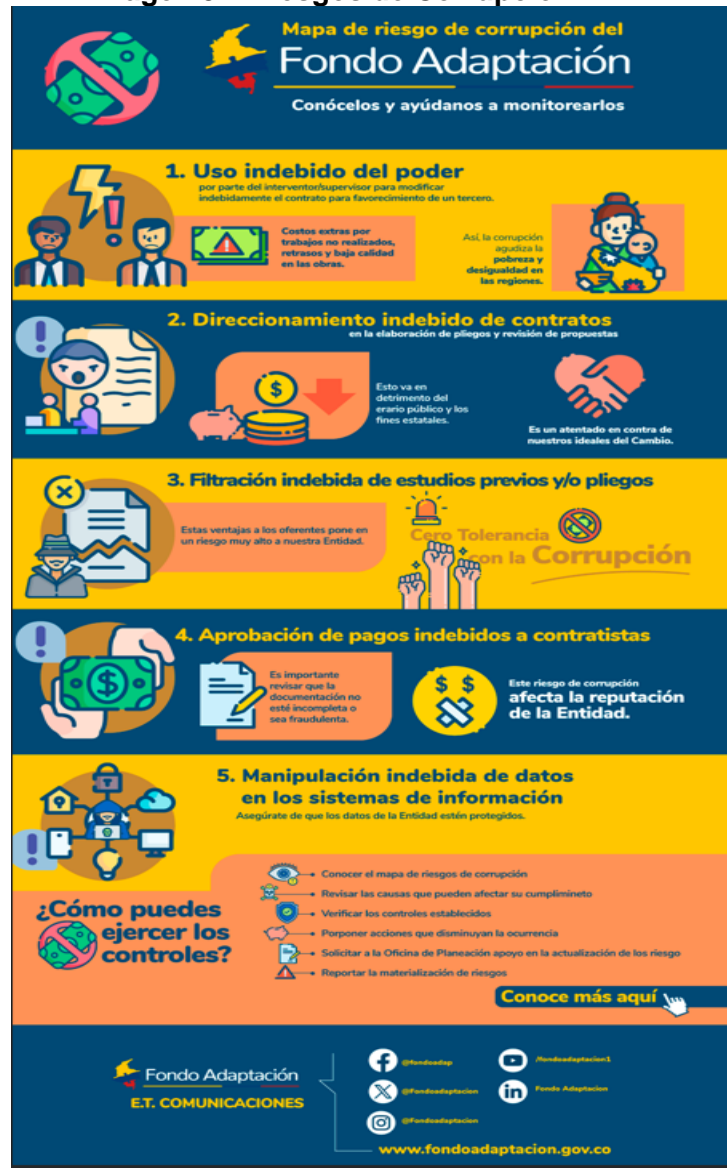 Mapa de riesgo de corrupción del
Fondo Adaptación
Conócelos y ayúdanos a monitorearlos
1. Uso indebido del poder
por parte del interventor/supervisor para modificar
indebidamente el contrato para favorecimiento de un tercero.
Costos extras por
trabajos no realizados,
retrasos y baja calidad
en las obras.
Así, la corrupción
agudiza la
pobreza y
desigualdad en
las regiones.
2. Direccionamiento indebido de contratos
en la elaboración de pliegos y revisión de propuestas
Esto va en
detrimento del
erario público y los
fines estatales.
Es un atentado en contra de
nuestros ideales del Cambio.
3. Filtración indebida de estudios previos y/o pliegos
Estas ventajas a los oferentes pone en
un riesgo muy alto a nuestra Entidad.
Cero Tolerancia
con la Corrupción
4. Aprobación de pagos indebidos a contratistas
Es importante
revisar que la
documentación no
esté incompleta o
sea fraudulenta.
Este riesgo de corrupción
afecta la reputación
de la Entidad.
5. Manipulación indebida de datos
en los sistemas de información
Asegúrate de que los datos de la Entidad estén protegidos.
¿Cómo puedes
ejercer los
controles?
Conocer el mapa de riesgos de corrupción
Revisar las causas que pueden afectar su cumplimineto
Verificar los controles establecidos
Porponer acciones que disminuyan la ocurrencia
Solicitar a la Oficina de Planeación apoyo en la actualización de los riesgo
Reportar la materialización de riesgos
Conoce más aquí
Fondo Adaptación
E.T. COMUNICACIONES
@fondoadap
/fondoadaptacion1
@Fondoadaptacion
Fondo Adaptacion
@Fondoadaptacion
www.fondoadaptacion.gov.co